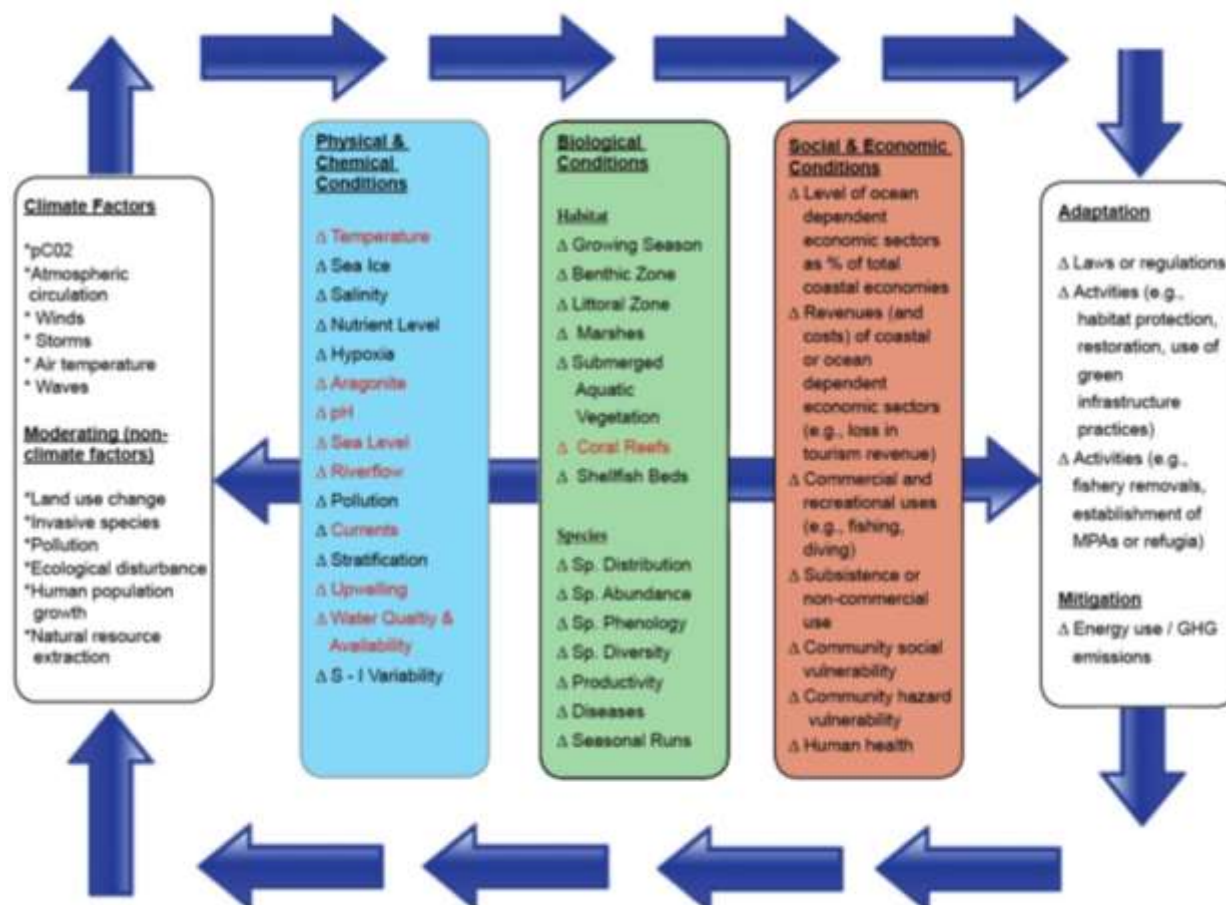 Climate Factors
*pC02
*Atmospheric
circulation
* Winds
* Storms
* Air temperature
* Waves
Moderating (non-
climate factors)
*Land use change
*Invasive species
*Pollution
*Ecological disturbance
*Human population
growth
*Natural resource
extraction
Physical &
Chemical
Conditions
Δ Temperature
Δ Sea Ice
Δ Salinity
Δ Nutrient Level
Δ Hypoxia
Δ Aragonite
Δ pH
Δ Sea Level
Δ Riverflow
Δ Pollution
Δ Currents
Δ Stratification
Δ Upwelling
Δ Water Qualtiy &
Availability
Δ S - I Variability
Biological
Conditions
Habitat
Δ Growing Season
Δ Benthic Zone
Δ Littoral Zone
Δ Marshes
Δ Submerged
Aquatic
Vegetation
Δ Coral Reefs
Δ Shellfish Beds
Species
Δ Sp. Distribution
Δ Sp. Abundance
Δ Sp. Phenology
Δ Sp. Diversity
Δ Productivity
Δ Diseases
Δ Seasonal Runs
Social & Economic
Conditions
Δ Level of ocean
dependent
economic sectors
as % of total
coastal economies
Δ Revenues (and
costs) of coastal
or ocean
dependent
economic sectors
(e.g., loss in
tourism revenue)
Δ Commercial and
recreational uses
(e.g., fishing,
diving)
Δ Subsistence or
non-commercial
use
Δ Community social
vulnerability
Δ Community hazard
vulnerability
Δ Human health
Adaptation
Δ Laws or regulations
Δ Actvities (e.g.,
habitat protection,
restoration, use of
green
infrastructure
practices)
Δ Activities (e.g.,
fishery removals,
establishment of
MPAs or refugia)
Mitigation
Δ Energy use / GHG
emissions